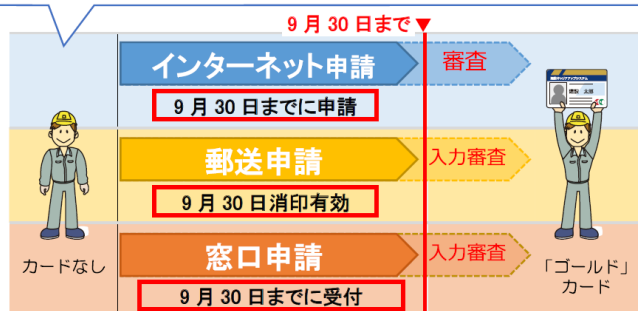 9月30日まで
インターネット申請
審査
9月30日までに申請
郵送申請
入力審査
9月30日消印有効
窓口申請
入力審査
9月30日までに受付
カードなし
「ゴールド」
カード